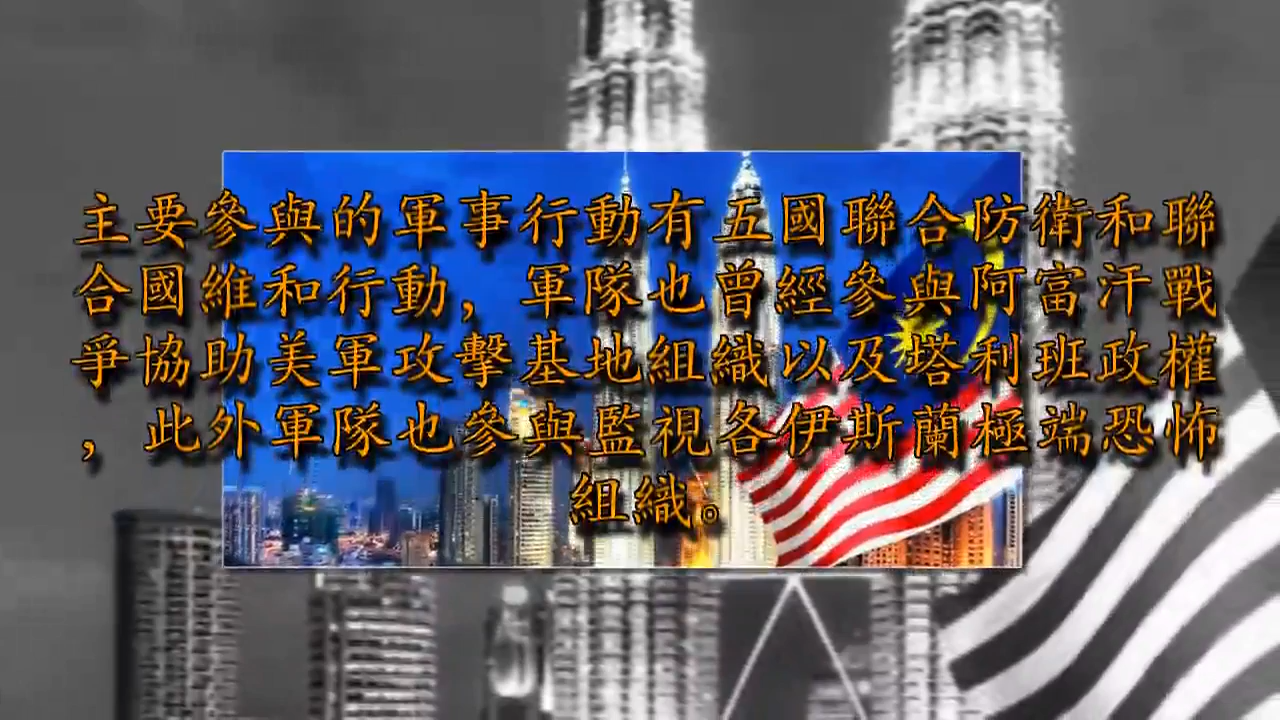 主要參與的軍事行動有五國聯合防衛和聯
合國維和行動，軍隊也曾經參與阿富汗戰
爭協助美軍攻擊基地組織以及塔利班政權
，此外軍隊也參與監視各伊斯蘭極端恐怖
組織。